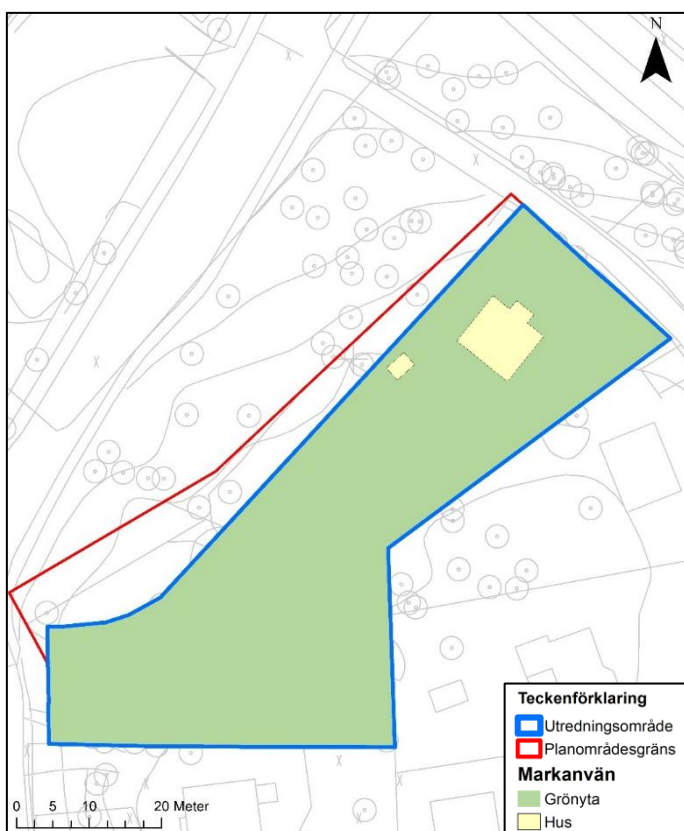 N
Teckenförklaring
Utredningsområde
Planområdesgräns
Markanvän
Grönyta
Hus
0 5 10 20 Meter